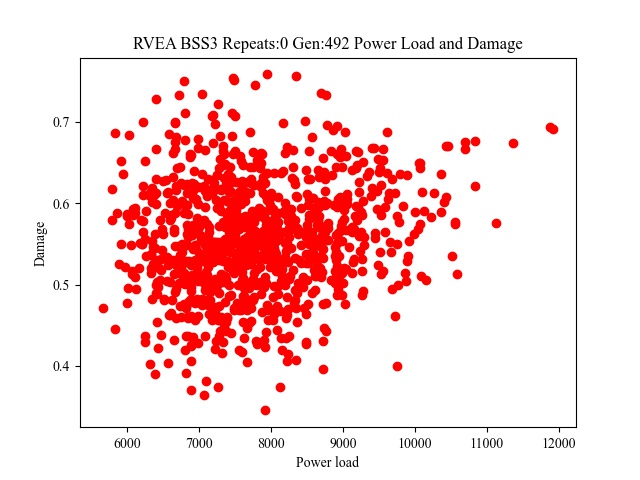 RVEA BSS3 Repeats:0 Gen:492 Power Load and Damage
0.7
0.6
0.5
0.4
Damage
6000 7000 8000 9000 10000 11000 12000
Power load